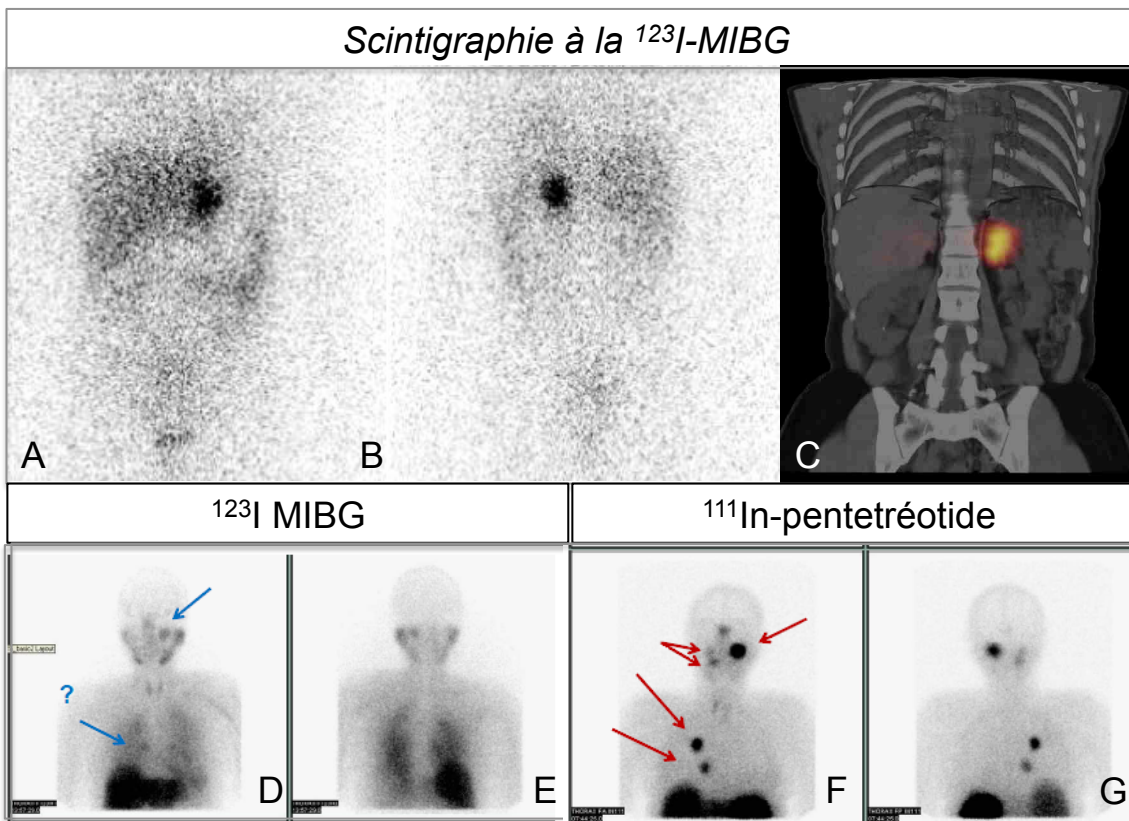 Scintigraphie à la ¹²³I-MIBG
A
B
C
¹²³I MIBG
¹¹¹In-pentetréotide
?
D
E
F
G